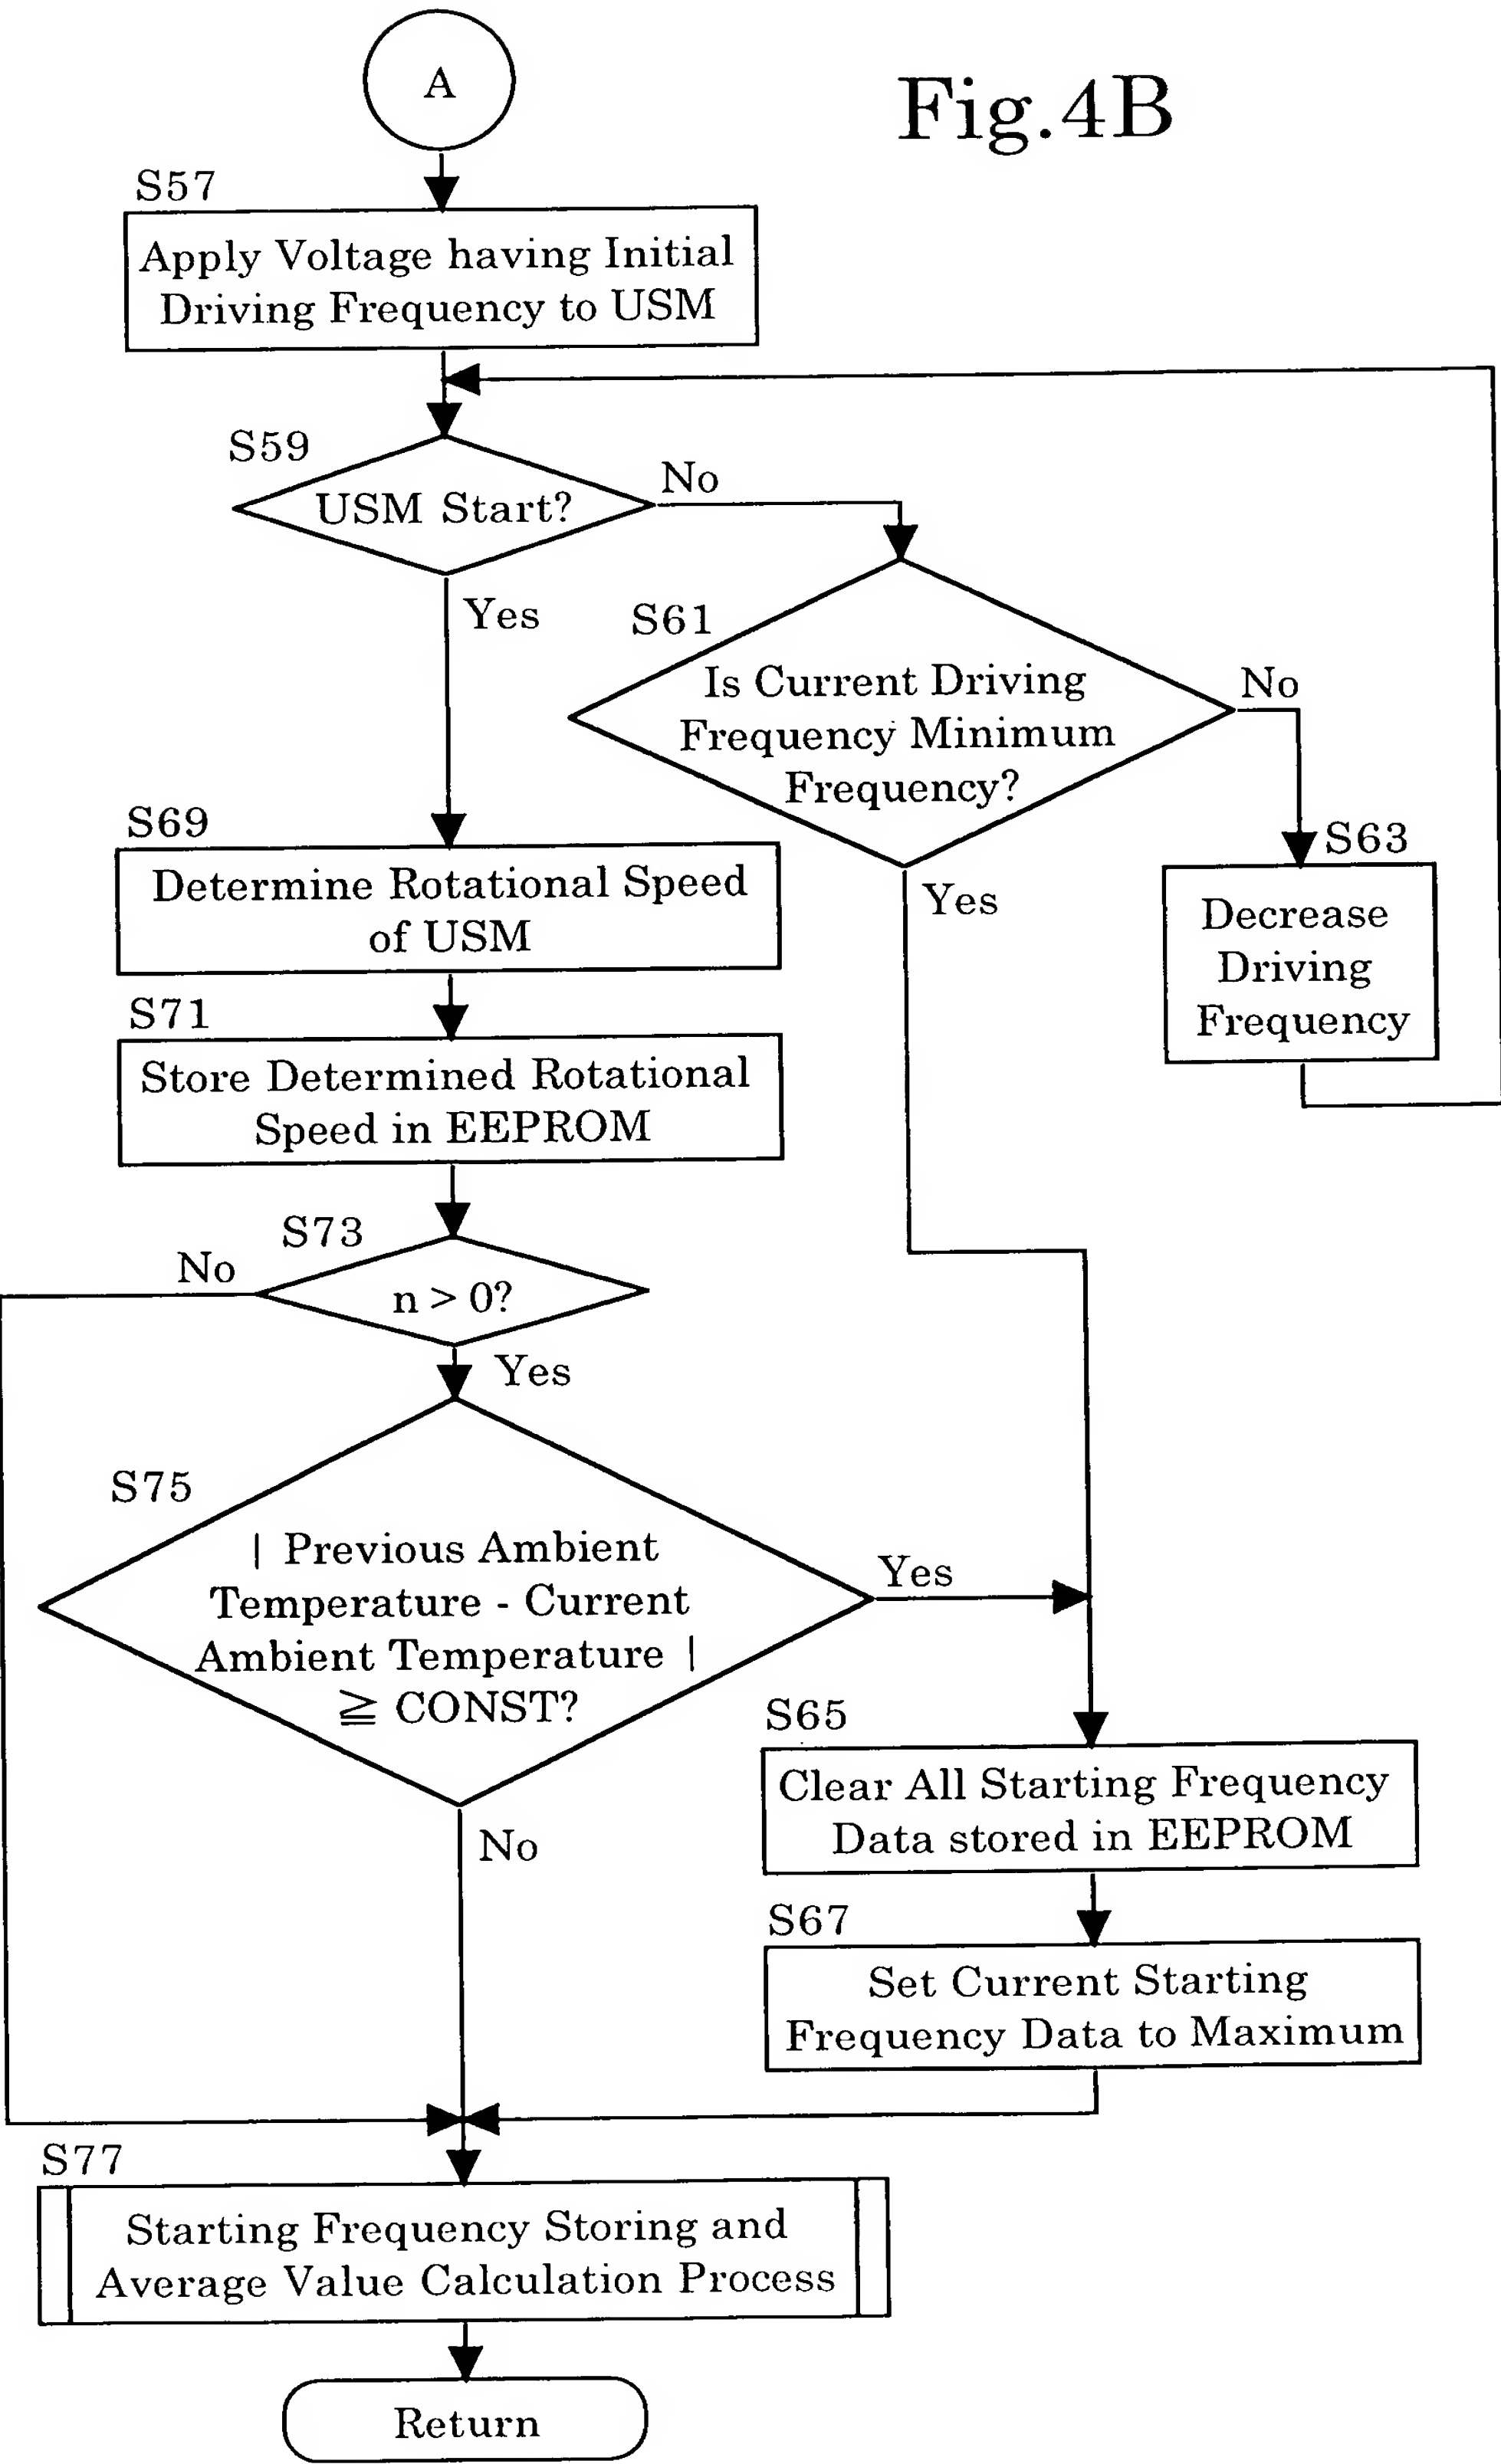 A
Fig.4B
S57
Apply Voltage having Initial
Driving Frequency to USM
S59
USM Start?
No
Yes
S61
Is Current Driving
Frequency Minimum
Frequency?
No
Yes
S63
Decrease
Driving
Frequency
S69
Determine Rotational Speed
of USM
S71
Store Determined Rotational
Speed in EEPROM
S73
n > 0?
No
Yes
S75
| Previous Ambient
Temperature - Current
Ambient Temperature |
≧ CONST?
Yes
No
S65
Clear All Starting Frequency
Data stored in EEPROM
S67
Set Current Starting
Frequency Data to Maximum
S77
Starting Frequency Storing and
Average Value Calculation Process
Return